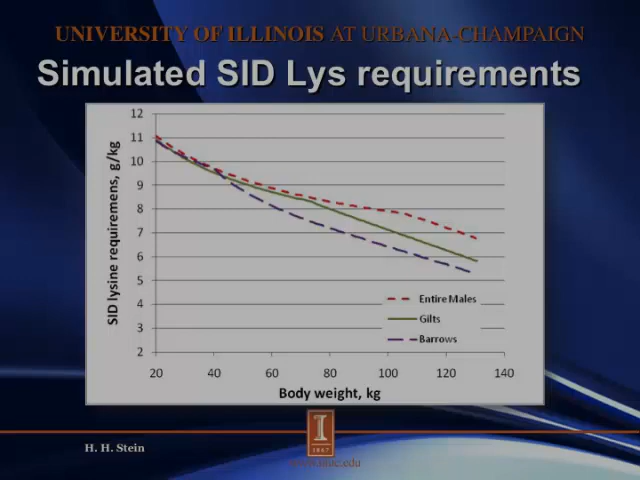 UNIVERSITY OF ILLINOIS AT URBANA-CHAMPAIGN
Simulated SID Lys requirements
12
11
10
9
8
7
6
5
4
3
2
SID lysine requiremens, g/kg
Entire Males
Gilts
Barrows
20 40 60 80 100 120 140
Body weight, kg
I
1867
H. H. Stein
www.uiuc.edu